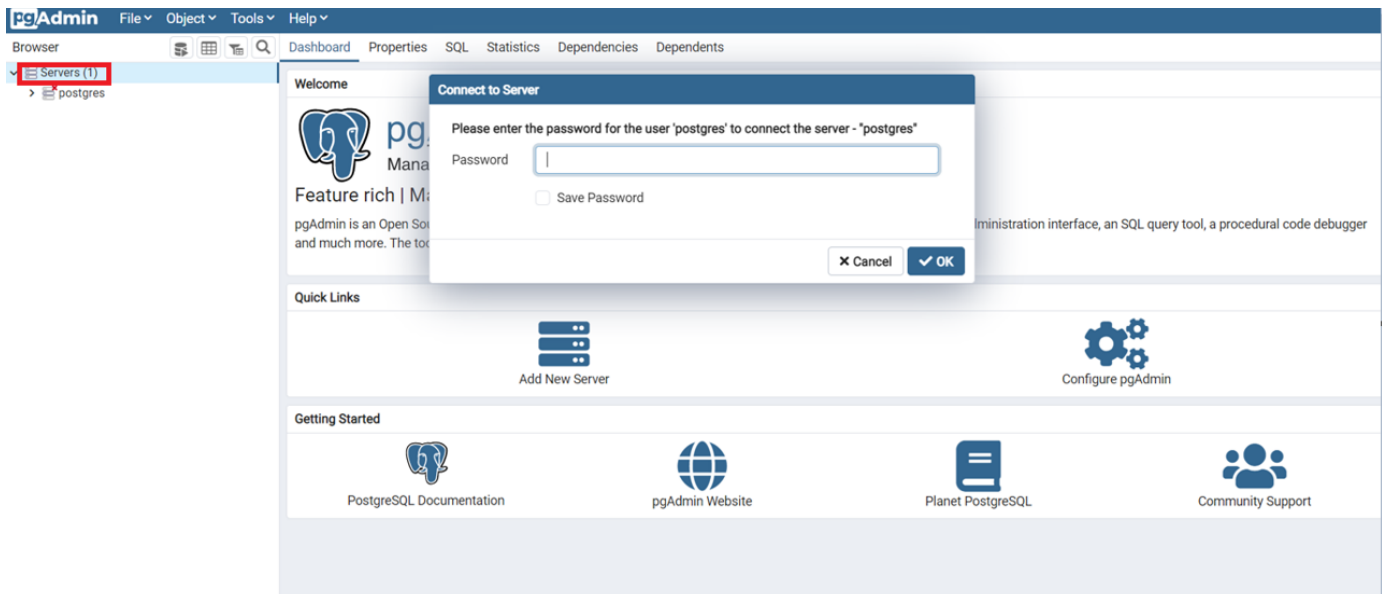 pgAdmin File Object Tools Help
Browser
Dashboard Properties SQL Statistics Dependencies Dependents
Servers (1)
postgres
Welcome
pg
Mana
Feature rich | Ma
pgAdmin is an Open Sou
ministration interface, an SQL query tool, a procedural code debugger
and much more. The too
Connect to Server
Please enter the password for the user 'postgres' to connect the server - "postgres"
Password
Save Password
Cancel OK
Quick Links
Add New Server Configure pgAdmin
Getting Started
PostgreSQL Documentation pgAdmin Website Planet PostgreSQL Community Support